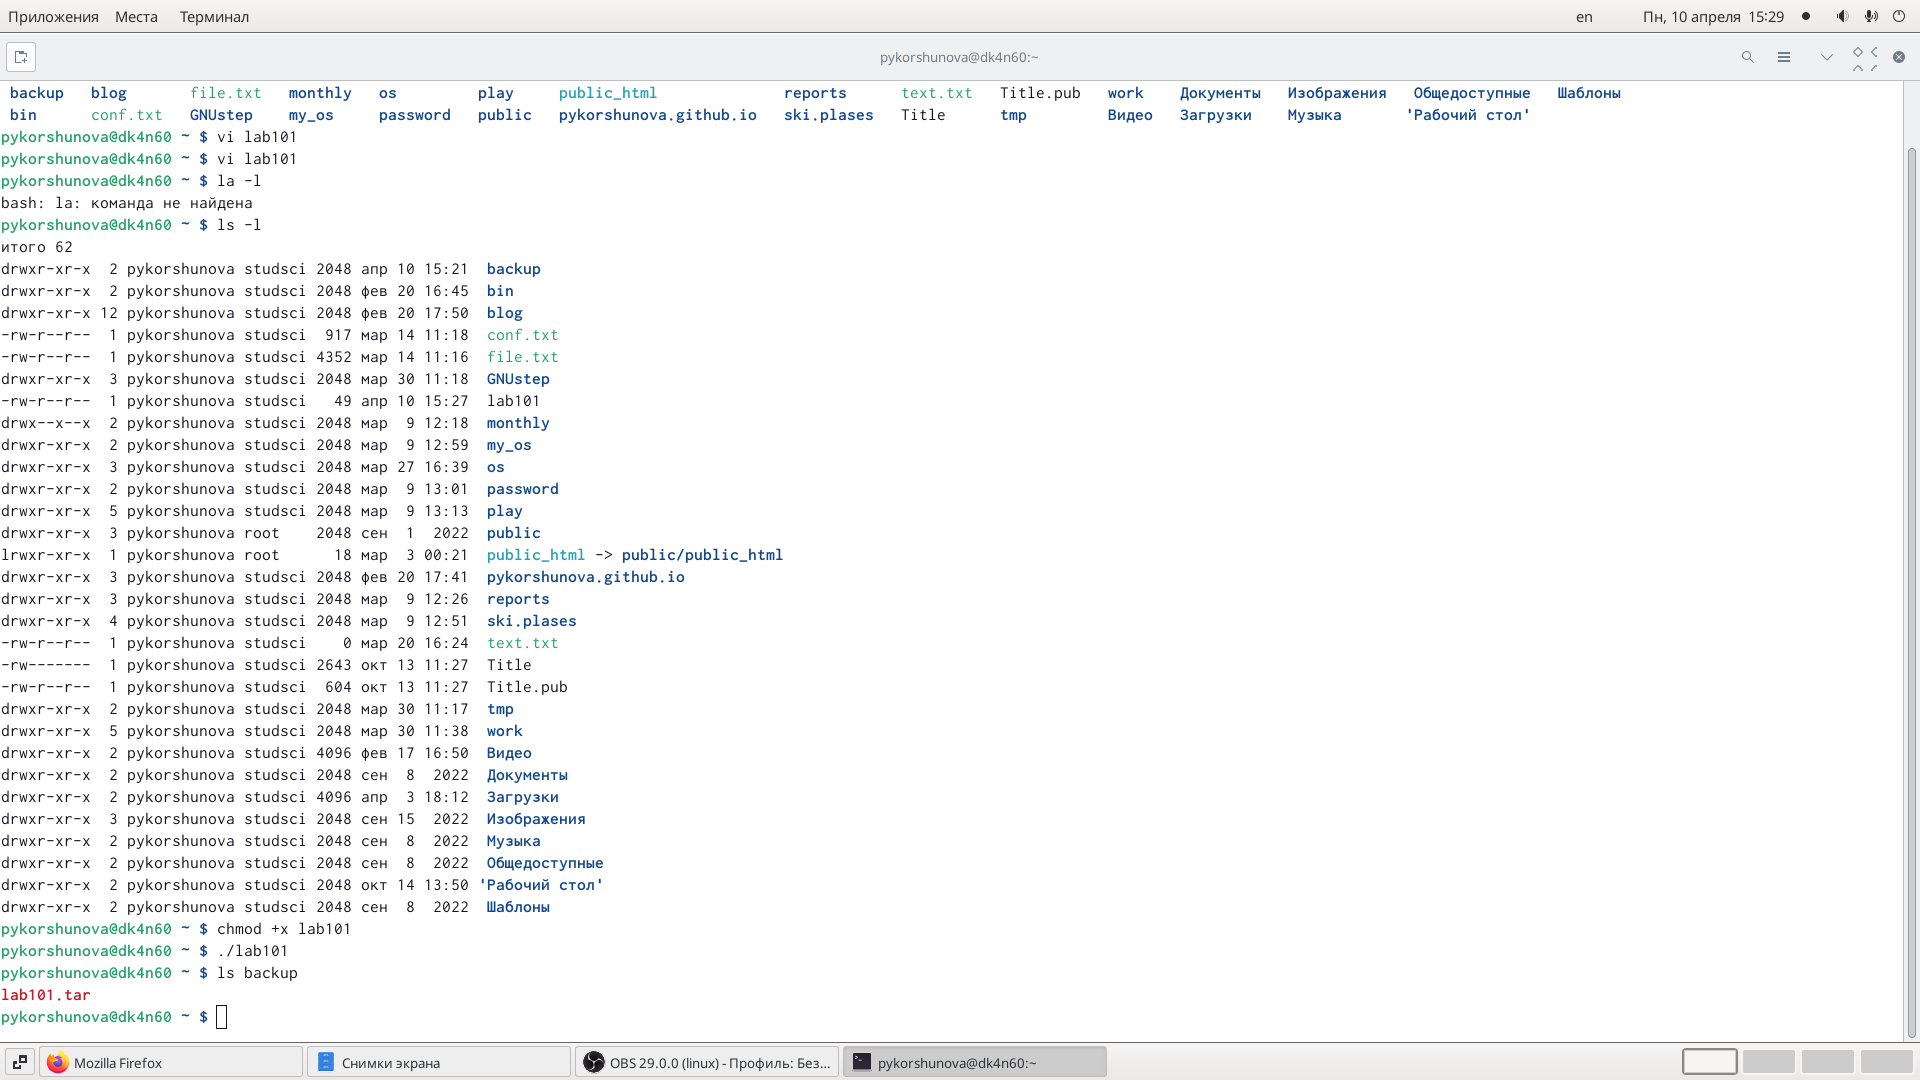 Приложения Места Терминал en Пн, 10 апреля 15:29
pykorshunova@dk4n60:~
backup blog file.txt monthly os play public_html reports text.txt Title.pub work Документы Изображения Общедоступные Шаблоны
bin conf.txt GNUstep my_os password public pykorshunova.github.io ski.plases Title tmp Видео Загрузки Музыка 'Рабочий стол'
pykorshunova@dk4n60 ~ $ vi lab101
pykorshunova@dk4n60 ~ $ vi lab101
pykorshunova@dk4n60 ~ $ la -l
bash: la: команда не найдена
pykorshunova@dk4n60 ~ $ ls -l
итого 62
drwxr-xr-x 2 pykorshunova studsci 2048 апр 10 15:21 backup
drwxr-xr-x 2 pykorshunova studsci 2048 фев 20 16:45 bin
drwxr-xr-x 12 pykorshunova studsci 2048 фев 20 17:50 blog
-rw-r--r-- 1 pykorshunova studsci 917 мар 14 11:18 conf.txt
-rw-r--r-- 1 pykorshunova studsci 4352 мар 14 11:16 file.txt
drwxr-xr-x 3 pykorshunova studsci 2048 мар 30 11:18 GNUstep
-rw-r--r-- 1 pykorshunova studsci 49 апр 10 15:27 lab101
drwx--x--x 2 pykorshunova studsci 2048 мар 9 12:18 monthly
drwxr-xr-x 2 pykorshunova studsci 2048 мар 9 12:59 my_os
drwxr-xr-x 3 pykorshunova studsci 2048 мар 27 16:39 os
drwxr-xr-x 2 pykorshunova studsci 2048 мар 9 13:01 password
drwxr-xr-x 5 pykorshunova studsci 2048 мар 9 13:13 play
drwxr-xr-x 3 pykorshunova root 2048 сен 1 2022 public
lrwxr-xr-x 1 pykorshunova root 18 мар 3 00:21 public_html -> public/public_html
drwxr-xr-x 3 pykorshunova studsci 2048 фев 20 17:41 pykorshunova.github.io
drwxr-xr-x 3 pykorshunova studsci 2048 мар 9 12:26 reports
drwxr-xr-x 4 pykorshunova studsci 2048 мар 9 12:51 ski.plases
-rw-r--r-- 1 pykorshunova studsci 0 мар 20 16:24 text.txt
-rw------- 1 pykorshunova studsci 2643 окт 13 11:27 Title
-rw-r--r-- 1 pykorshunova studsci 604 окт 13 11:27 Title.pub
drwxr-xr-x 2 pykorshunova studsci 2048 мар 30 11:17 tmp
drwxr-xr-x 5 pykorshunova studsci 2048 мар 30 11:38 work
drwxr-xr-x 2 pykorshunova studsci 4096 фев 17 16:50 Видео
drwxr-xr-x 2 pykorshunova studsci 2048 сен 8 2022 Документы
drwxr-xr-x 2 pykorshunova studsci 4096 апр 3 18:12 Загрузки
drwxr-xr-x 3 pykorshunova studsci 2048 сен 15 2022 Изображения
drwxr-xr-x 2 pykorshunova studsci 2048 сен 8 2022 Музыка
drwxr-xr-x 2 pykorshunova studsci 2048 сен 8 2022 Общедоступные
drwxr-xr-x 2 pykorshunova studsci 2048 окт 14 13:50 'Рабочий стол'
drwxr-xr-x 2 pykorshunova studsci 2048 сен 8 2022 Шаблоны
pykorshunova@dk4n60 ~ $ chmod +x lab101
pykorshunova@dk4n60 ~ $ ./lab101
pykorshunova@dk4n60 ~ $ ls backup
lab101.tar
pykorshunova@dk4n60 ~ $
Mozilla Firefox Снимки экрана OBS 29.0.0 (linux) - Профиль: Без... pykorshunova@dk4n60:~